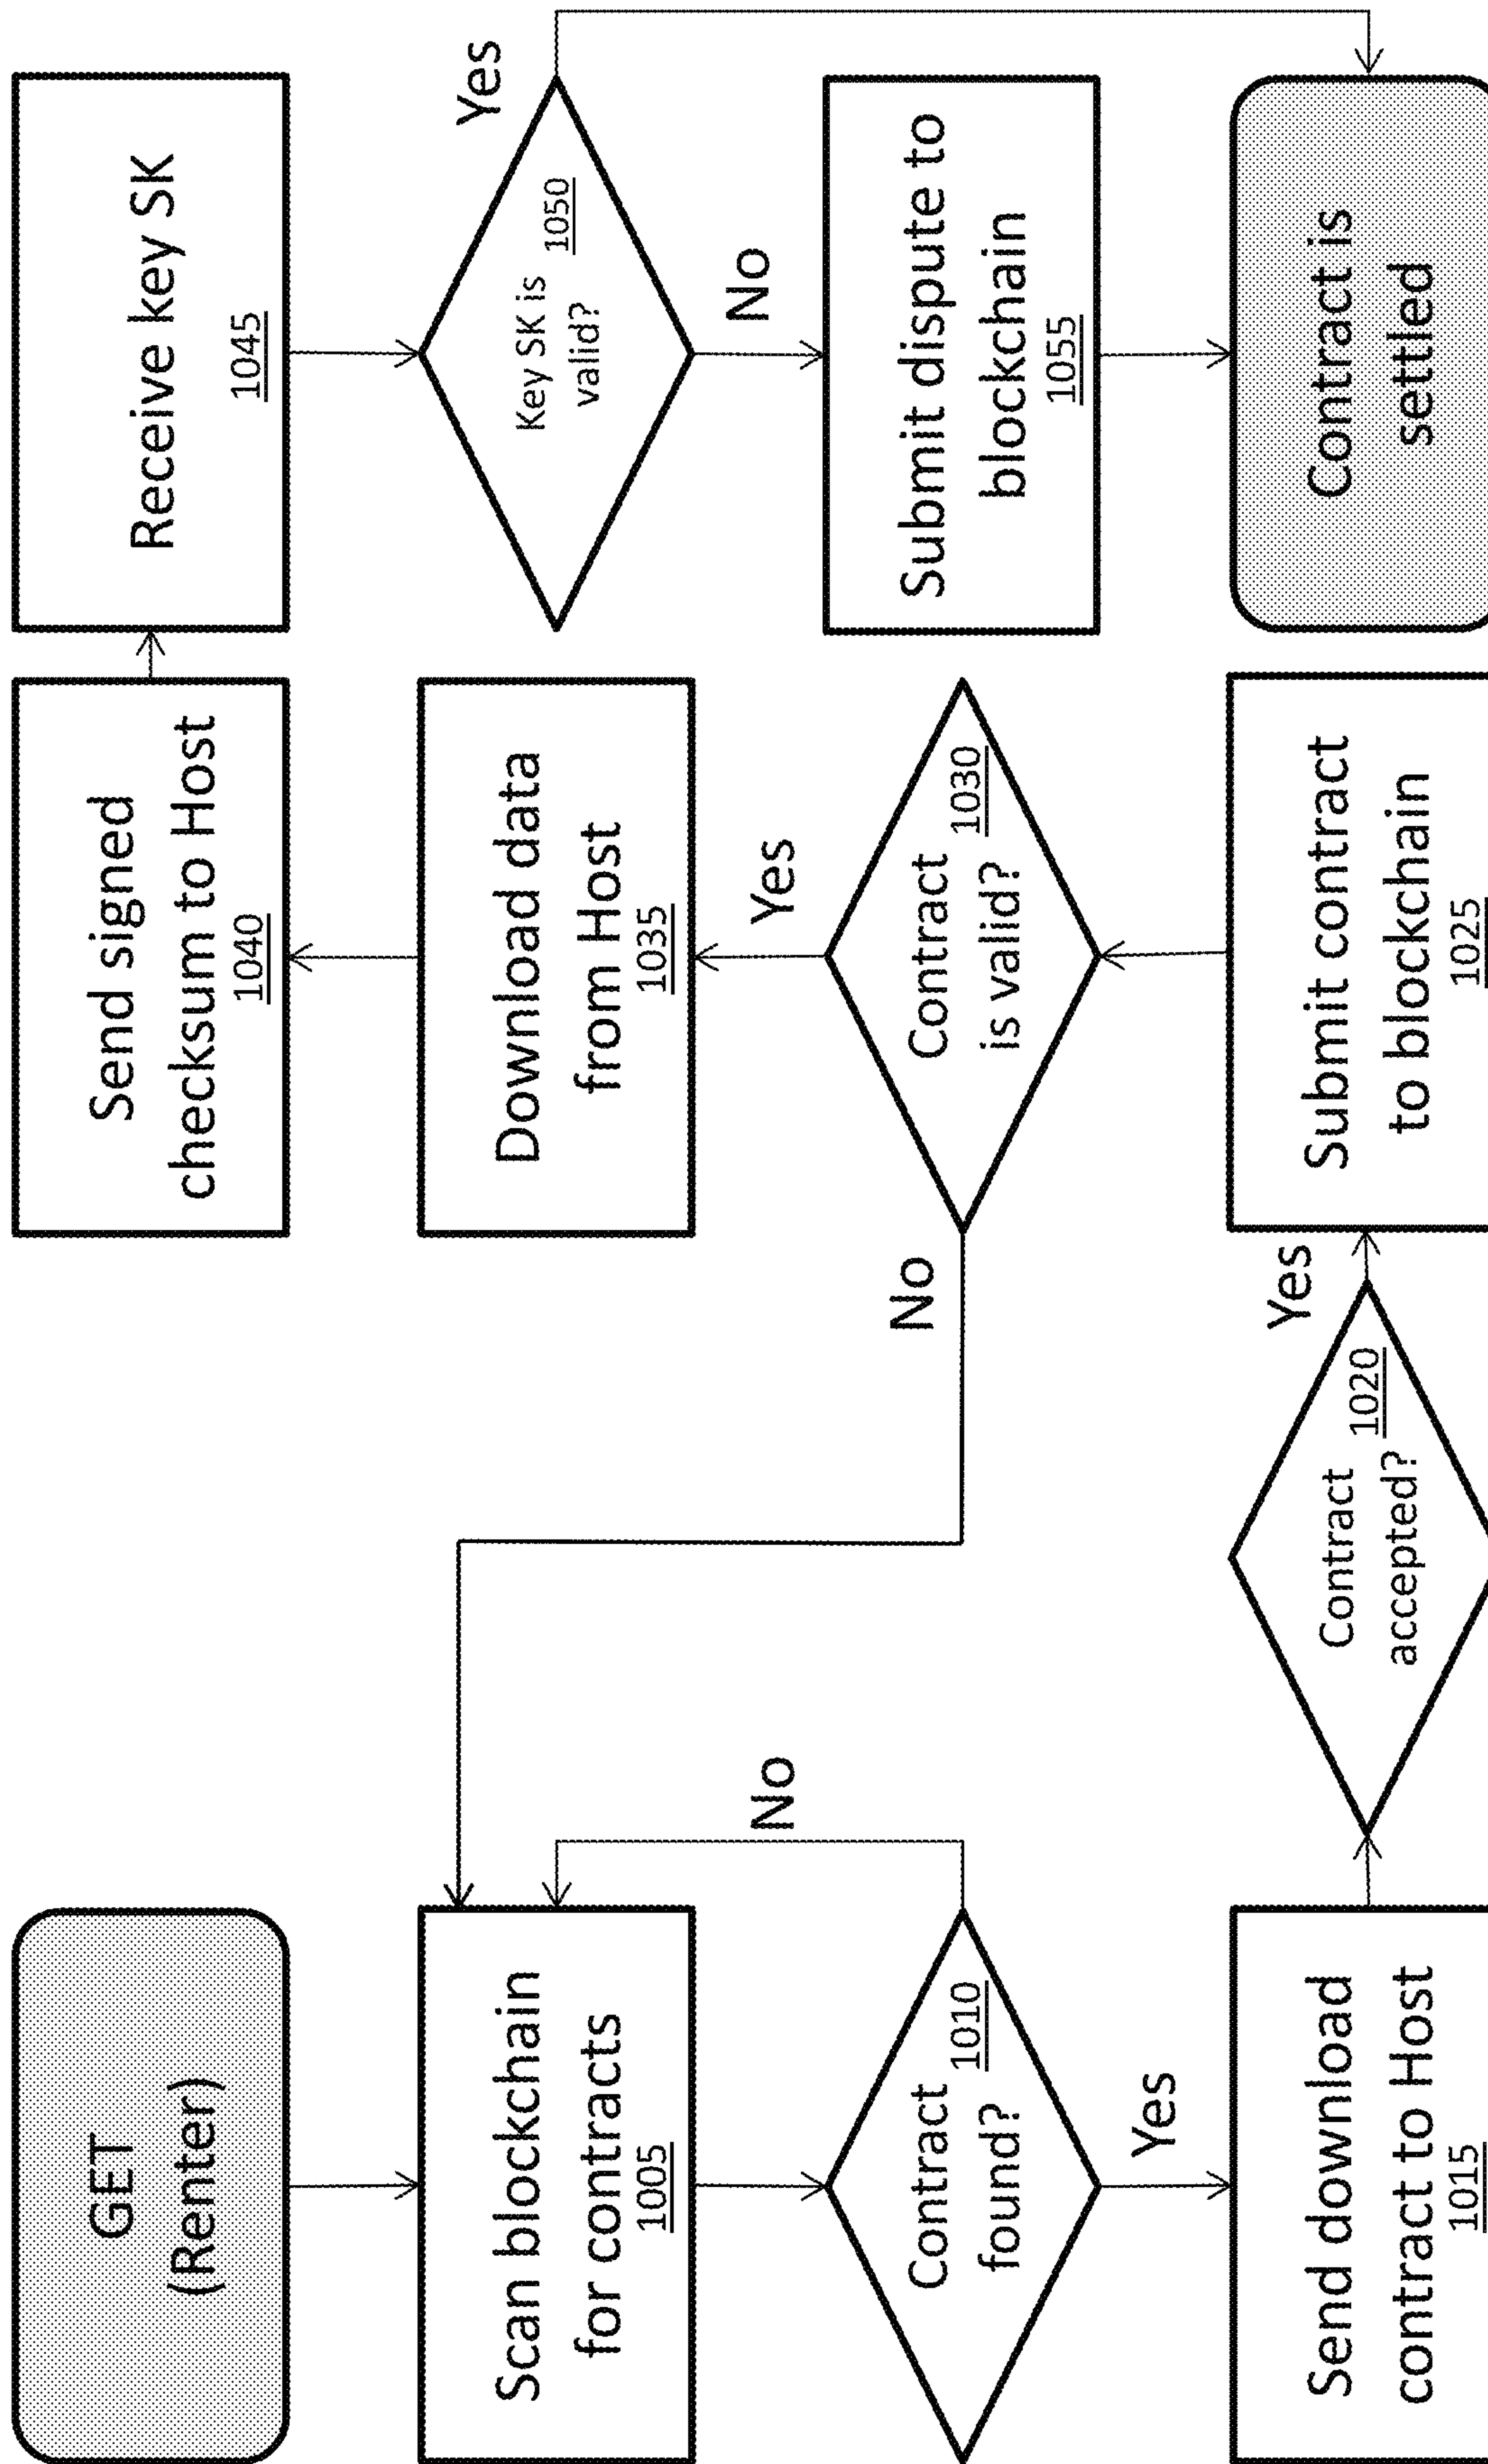 GET
(Renter)
Scan blockchain
for contracts
1005
No
Contract
found?
1010
Yes
Send download
contract to Host
1015
Contract
accepted?
1020
Yes
Submit contract
to blockchain
1025
Contract
is valid?
1030
No
Yes
Download data
from Host
1035
Send signed
checksum to Host
1040
Receive key SK
1045
Key SK is
valid?
1050
Yes
No
Submit dispute to
blockchain
1055
Contract is
settled